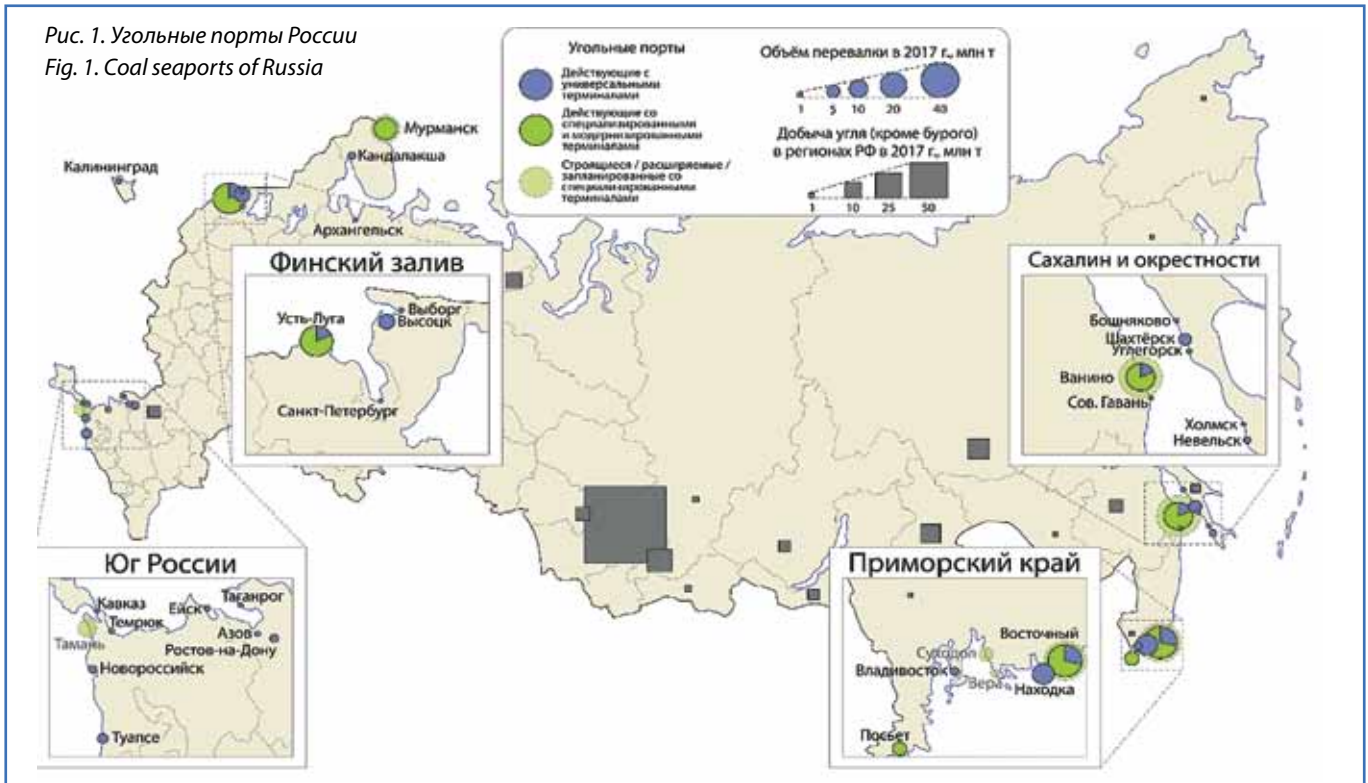 Рис. 1. Угольные порты России
Fig. 1. Coal seaports of Russia
Угольные порты
Действующие с
универсальными
терминалами
Действующие со
специализированными
и модернизированными
терминалами
Строящиеся / расширяемые /
запланированные со
специализированными
терминалами
Объём перевалки в 2017 г., млн т
1 5 10 20 40
Добыча угля (кроме бурого)
в регионах РФ в 2017 г., млн т
1 10 25 50
Мурманск
Кандалакша
Калининград
Архангельск
Финский залив
Усть-Луга
Выборг
Высоцк
Санкт-Петербург
Сахалин и окрестности
Бошняково
Шахтёрск
Углегорск
Ванино
Сов. Гавань
Холмск
Невельск
Юг России
Кавказ
Ейск
Таганрог
Темрюк
Тамань
Азов
Ростов-на-Дону
Новороссийск
Туапсе
Приморский край
Восточный
Суходол
Владивосток
Вера
Находка
Посьет